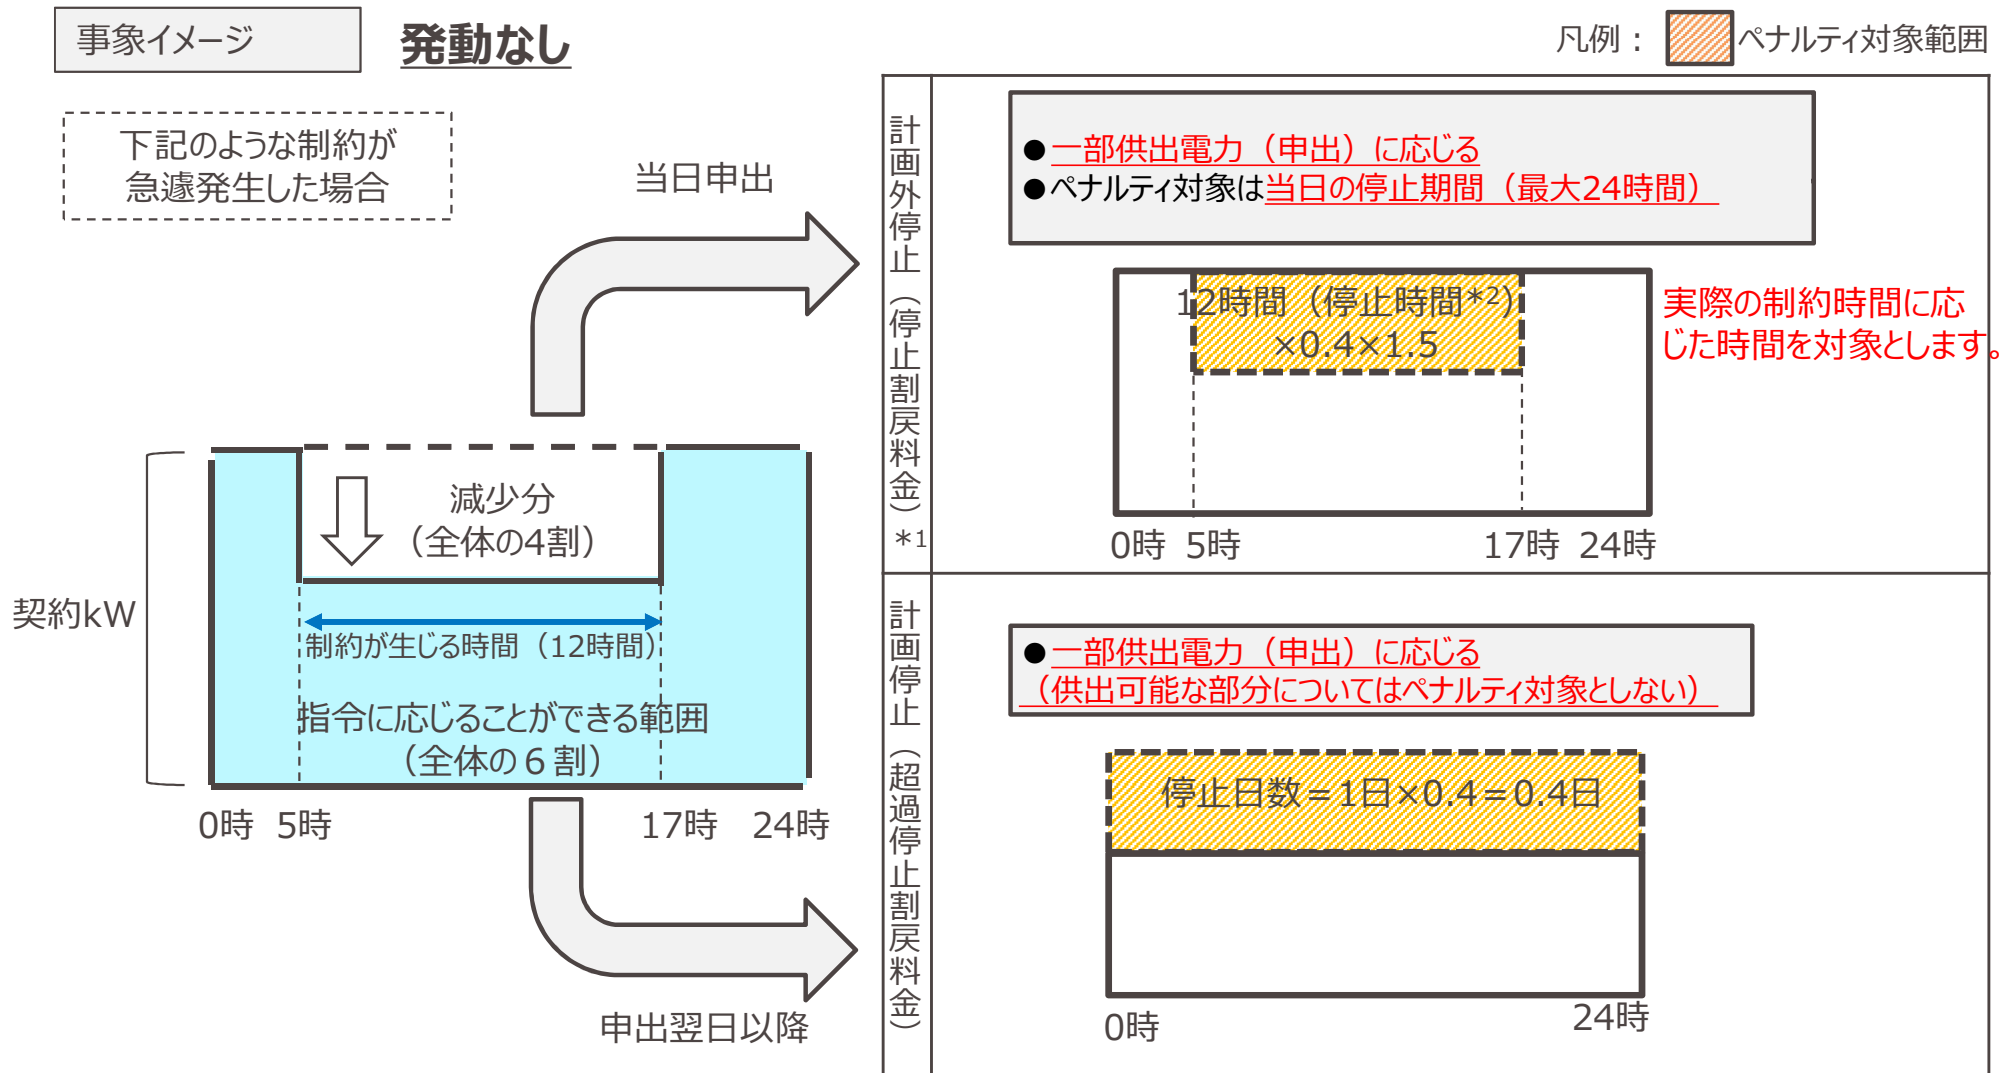 事象イメージ
発動なし
凡例：
ペナルティ対象範囲
下記のような制約が
急遽発生した場合
当日申出
契約kW
減少分
（全体の4割）
制約が生じる時間（12時間）
指令に応じることができる範囲
（全体の６割）
0時 5時 17時 24時
申出翌日以降
計画外停止（停止割戻料金）*1
●一部供出電力（申出）に応じる
●ペナルティ対象は当日の停止期間（最大24時間）
12時間（停止時間*2）
×0.4×1.5
実際の制約時間に応
じた時間を対象とします。
0時 5時 17時 24時
計画停止（超過停止割戻料金）
●一部供出電力（申出）に応じる
（供出可能な部分についてはペナルティ対象としない）
停止日数＝1日×0.4＝0.4日
0時 24時